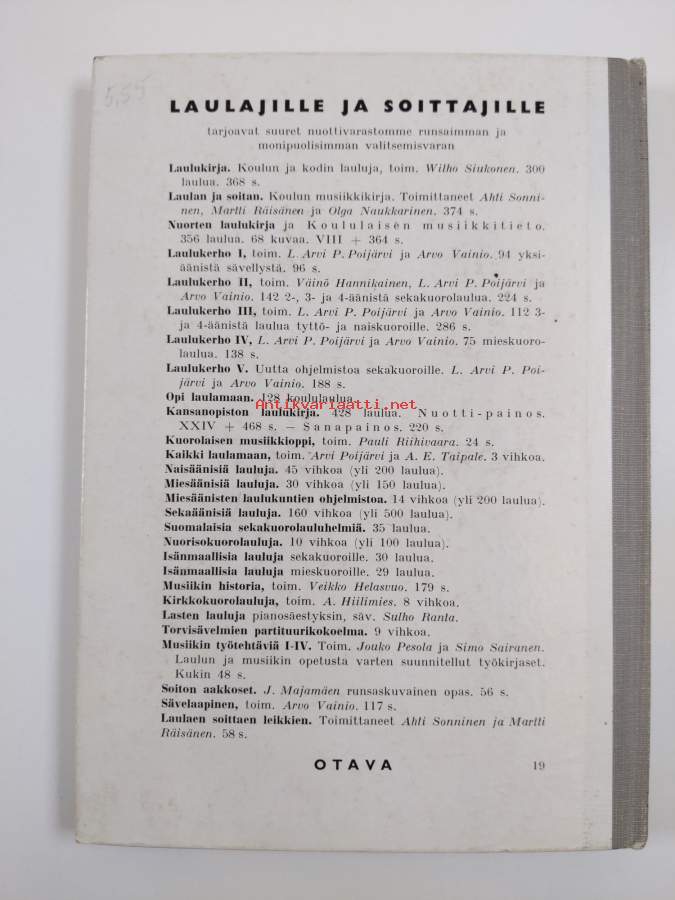 5,55
LAULAJILLE JA SOITTAJILLE
tarjoavat suuret nuottivarastomme runsaimman ja
monipuolisimman valitsemisvaran
Laulukirja. Koulun ja kodin lauluja, toim. Wilho Siukonen. 300
laulua. 368 s.
Laulan ja soitan. Koulun musiikkikirja. Toimittaneet Ahti Sonni-
nen, Martti Räisänen ja Olga Naukkarinen. 374 s.
Nuorten laulukirja ja Koululaisen musiikkitieto.
356 laulua. 68 kuvaa. VIII + 364 s.
Laulukerho I, toim. L. Arvi P. Poijärvi ja Arvo Vainio. 94 yksi-
äänistä sävellystä. 96 s.
Laulukerho II, toim. Väinö Hannikainen, L. Arvi P. Poijärvi ja
Arvo Vainio. 142 2-, 3- ja 4-äänistä sekakuorolaulua. 224 s.
Laulukerho III, toim. L. Arvi P. Poijärvi ja Arvo Vainio. 112 3-
ja 4-äänistä laulua tyttö- ja naiskuoroille. 286 s.
Laulukerho IV, L. Arvi P. Poijärvi ja Arvo Vainio. 75 mieskuoro-
laulua. 138 s.
Laulukerho V. Uutta ohjelmistoa sekakuoroille. L. Arvi P. Poi-
järvi ja Arvo Vainio. 188 s.
Opi laulamaan. 128 koululaulua.
Antikvariaatti.net
Kansanopiston laulukirja. 428 laulua. Nuotti-painos.
XXIV + 468 s. — Sanapainos. 220 s.
Kuorolaisen musiikkioppi, toim. Pauli Riihivaara. 24 s.
Kaikki laulamaan, toim. Arvi Poijärvi ja A. E. Taipale. 3 vihkoa.
Naisäänisiä lauluja. 45 vihkoa (yli 200 laulua).
Miesäänisiä lauluja. 30 vihkoa (yli 150 laulua).
Miesäänisten laulukuntien ohjelmistoa. 14 vihkoa (yli 200 laulua).
Sekaäänisiä lauluja. 160 vihkoa (yli 500 laulua).
Suomalaisia sekakuorolauluhelmiä. 35 laulua.
Nuorisokuorolauluja. 10 vihkoa (yli 100 laulua).
Isänmaallisia lauluja sekakuoroille. 30 laulua.
Isänmaallisia lauluja mieskuoroille. 29 laulua.
Musiikin historia, toim. Veikko Helasvuo. 179 s.
Kirkkokuorolauluja, toim. A. Hiilimies. 8 vihkoa.
Lasten lauluja pianosäestyksin, säv. Sulho Ranta.
Torvisävelmien partituurikokoelma. 9 vihkoa.
Musiikin työtehtäviä I-IV. Toim. Jouko Pesola ja Simo Sairanen.
Laulun ja musiikin opetusta varten suunnitellut työkirjaset.
Kukin 48 s.
Soiton aakkoset. J. Majamäen runsaskuvainen opas. 56 s.
Sävelaapinen, toim. Arvo Vainio. 117 s.
Laulaen soittaen leikkien. Toimittaneet Ahti Sonninen ja Martti
Räisänen. 58 s.
OTAVA 19